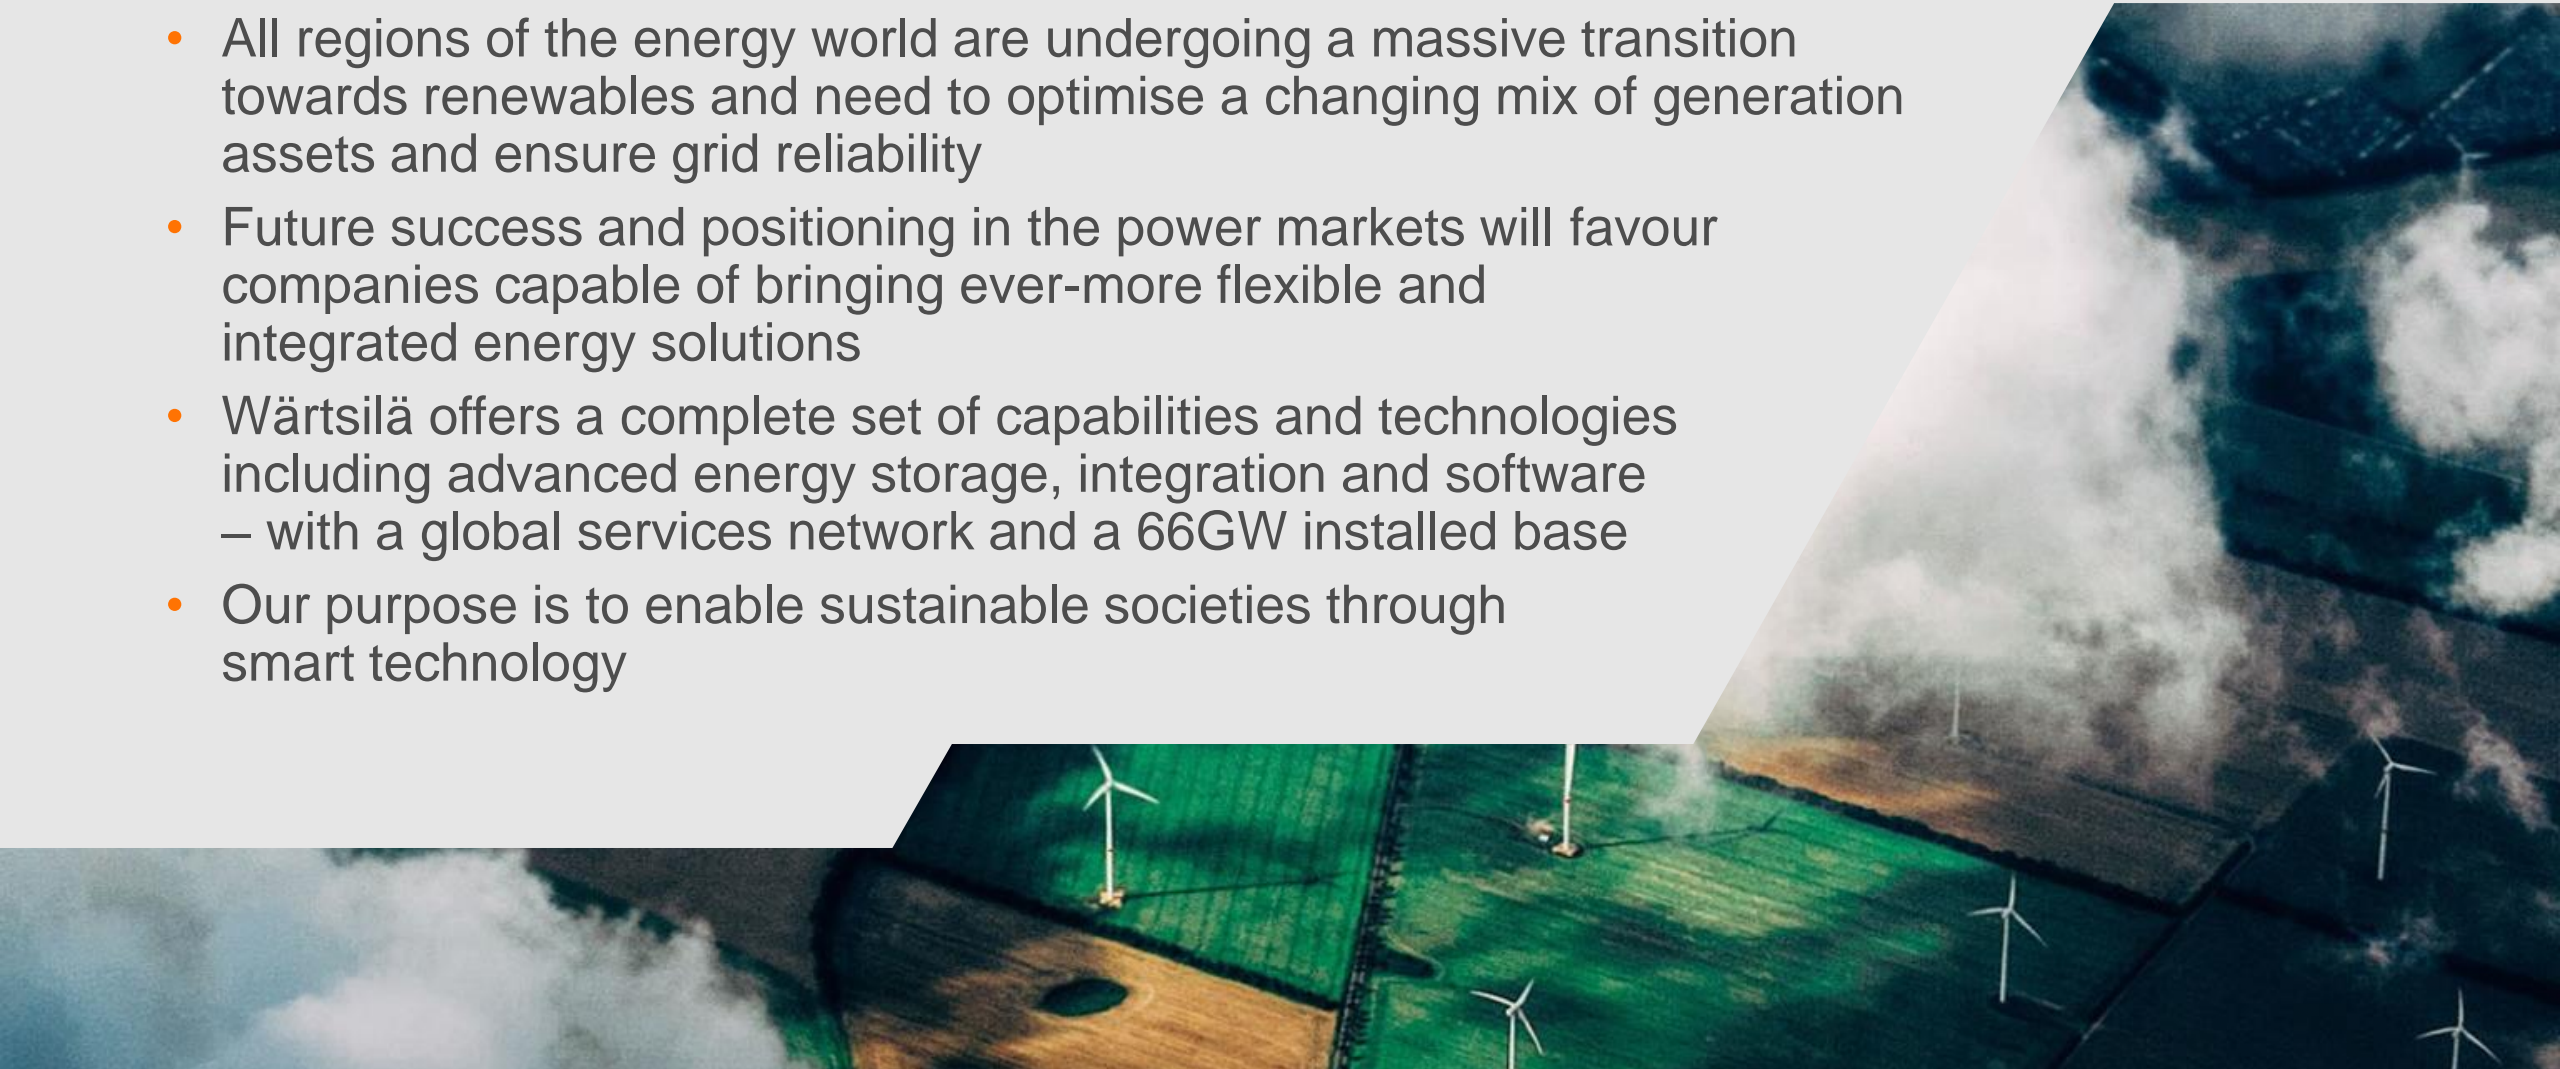 • All regions of the energy world are undergoing a massive transition
towards renewables and need to optimise a changing mix of generation
assets and ensure grid reliability
• Future success and positioning in the power markets will favour
companies capable of bringing ever-more flexible and
integrated energy solutions
• Wärtsilä offers a complete set of capabilities and technologies
including advanced energy storage, integration and software
– with a global services network and a 66GW installed base
• Our purpose is to enable sustainable societies through
smart technology